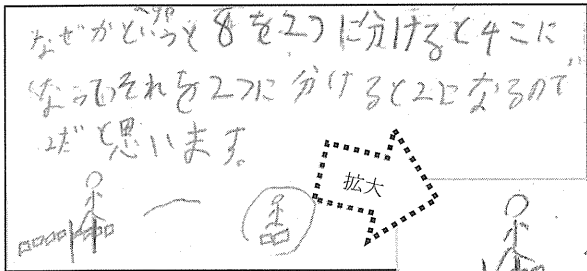 なぜかというと8を2つに分けると4こに
なってそれを2つに分けると2になるので
2だと思います。
拡大